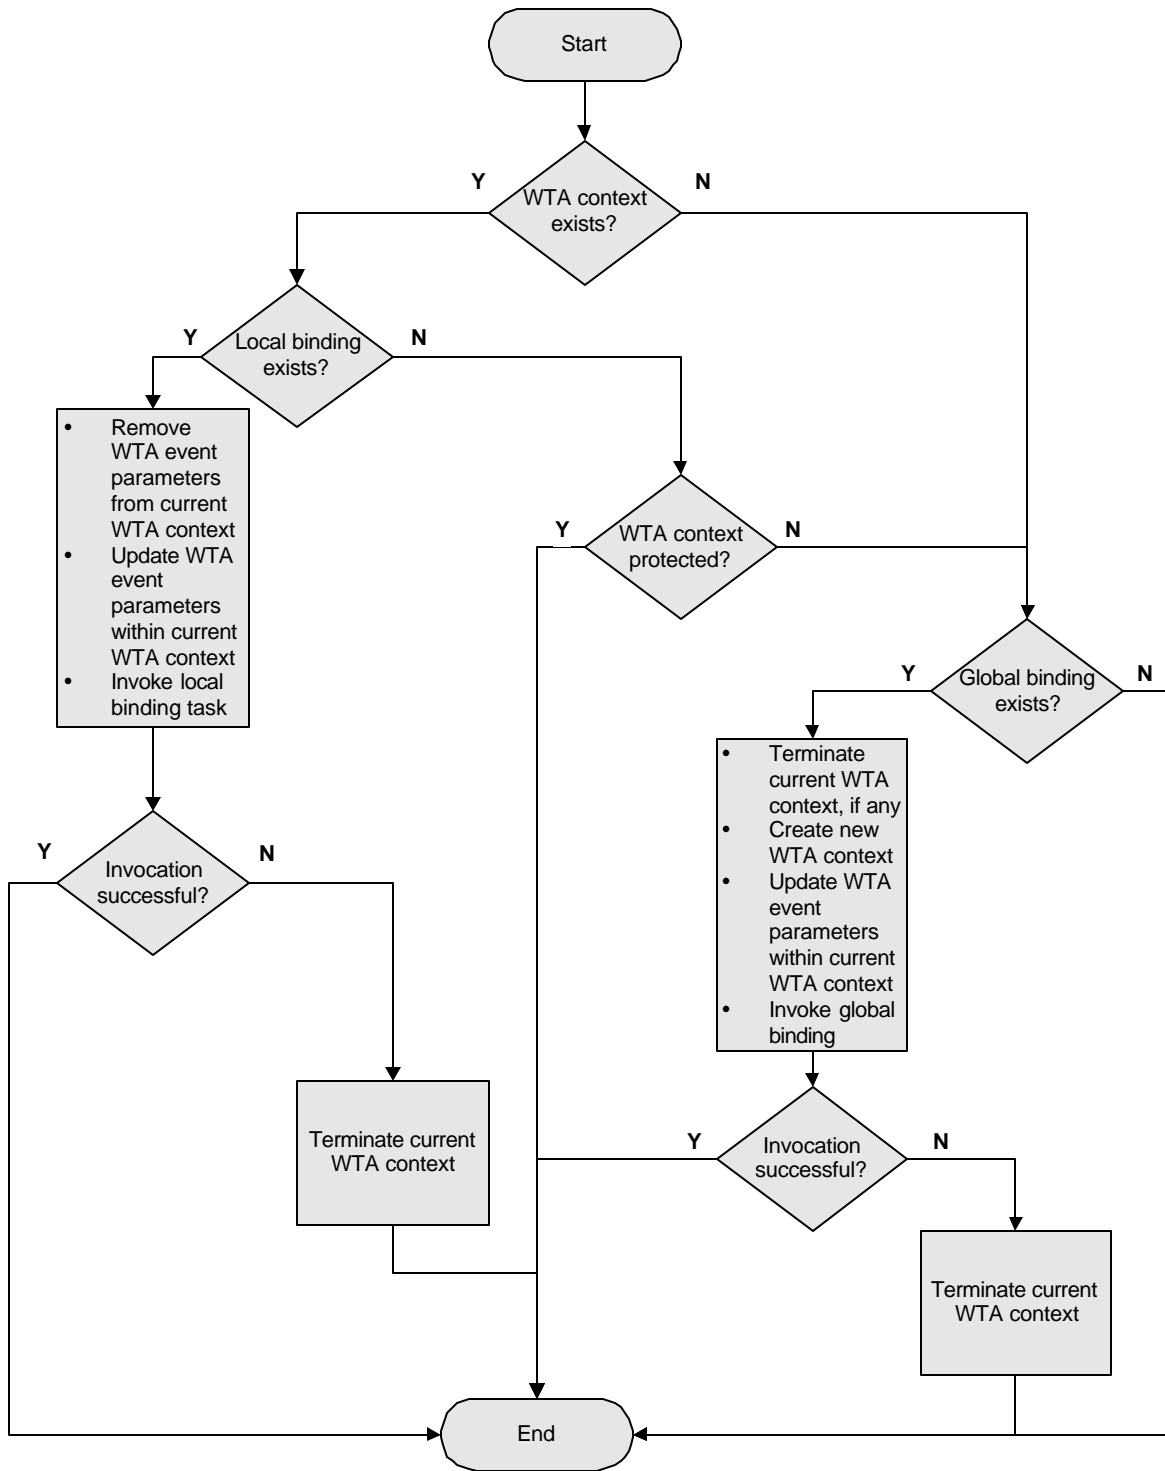 Start
Y
N
WTA context
exists?
Y
Local binding
exists?
N
• Remove
WTA event
parameters
from current
WTA context
• Update WTA
event
parameters
within current
WTA context
• Invoke local
binding task
Y
WTA context
protected?
N
Y
Global binding
exists?
N
• Terminate
current WTA
context, if any
• Create new
WTA context
• Update WTA
event
parameters
within current
WTA context
• Invoke global
binding
Y
Invocation
successful?
N
Terminate current
WTA context
Y
Invocation
successful?
N
Terminate current
WTA context
End